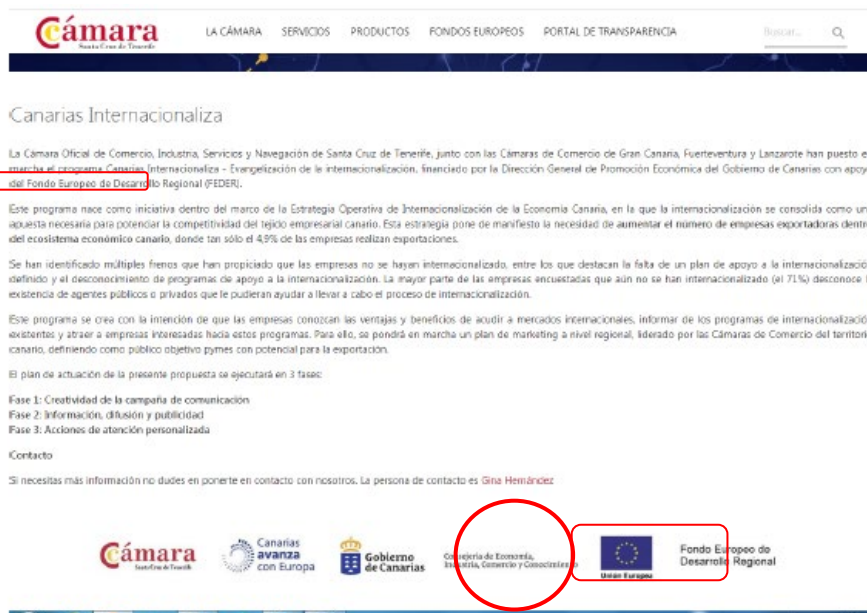 Cámara
Santa Cruz de Tenerife
LA CÁMARA SERVICIOS PRODUCTOS FONDOS EUROPEOS PORTAL DE TRANSPARENCIA Buscar...
Canarias Internacionaliza
La Cámara Oficial de Comercio, Industria, Servicios y Navegación de Santa Cruz de Tenerife, junto con las Cámaras de Comercio de Gran Canaria, Fuerteventura y Lanzarote han puesto e
marcha el programa Canarias Internacionaliza - Evangelización de la internacionalización, financiado por la Dirección General de Promoción Económica del Gobierno de Canarias con apoy
del Fondo Europeo de Desarrollo Regional (FEDER).
Este programa nace como iniciativa dentro del marco de la Estrategia Operativa de Internacionalización de la Economía Canaria, en la que la internacionalización se consolida como un
apuesta necesaria para potenciar la competitividad del tejido empresarial canario. Esta estrategia pone de manifiesto la necesidad de aumentar el número de empresas exportadoras dentr
del ecosistema económico canario, donde tan sólo el 4,9% de las empresas realizan exportaciones.
Se han identificado múltiples frenos que han propiciado que las empresas no se hayan internacionalizado, entre los que destacan la falta de un plan de apoyo a la internacionalizació
definido y el desconocimiento de programas de apoyo a la internacionalización. La mayor parte de las empresas encuestadas que aún no se han internacionalizado (el 71%) desconoce l
existencia de agentes públicos o privados que le pudieran ayudar a llevar a cabo el proceso de internacionalización.
Este programa se crea con la intención de que las empresas conozcan las ventajas y beneficios de acudir a mercados internacionales, informar de los programas de internacionalizació
existentes y atraer a empresas interesadas hacia estos programas. Para ello, se pondrá en marcha un plan de marketing a nivel regional, liderado por las Cámaras de Comercio del territori
canario, definiendo como público objetivo pymes con potencial para la exportación.
El plan de actuación de la presente propuesta se ejecutará en 3 fases:
Fase 1: Creatividad de la campaña de comunicación
Fase 2: Información, difusión y publicidad
Fase 3: Acciones de atención personalizada
Contacto
Si necesitas más información no dudes en ponerte en contacto con nosotros. La persona de contacto es Gina Hernández
Cámara
Santa Cruz de Tenerife
Canarias
avanza
con Europa
Gobierno
de Canarias
Consejería de Economía,
Industria, Comercio y Conocimiento
Unión Europea
Fondo Europeo de
Desarrollo Regional